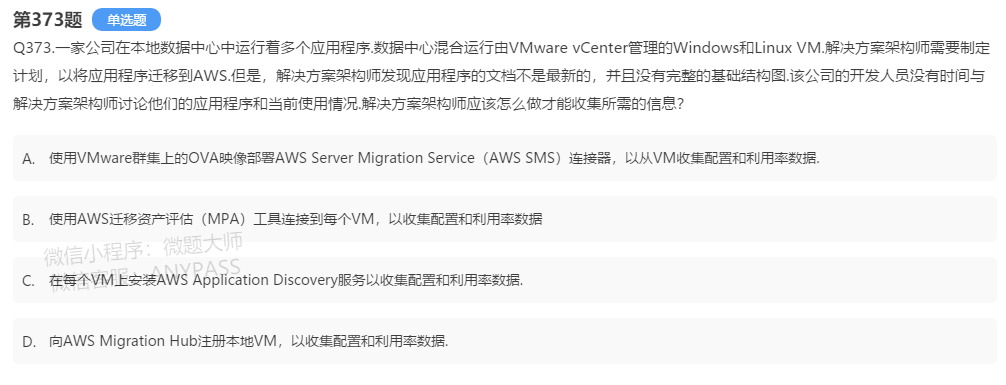 第373题 单选题
Q373.一家公司在本地数据中心中运行着多个应用程序.数据中心混合运行由VMware vCenter管理的Windows和Linux VM.解决方案架构师需要制定
计划，以将应用程序迁移到AWS.但是，解决方案架构师发现应用程序的文档不是最新的，并且没有完整的基础结构图.该公司的开发人员没有时间与
解决方案架构师讨论他们的应用程序和当前使用情况.解决方案架构师应该怎么做才能收集所需的信息？
A. 使用VMware群集上的OVA映像部署AWS Server Migration Service（AWS SMS）连接器，以从VM收集配置和利用率数据.
B. 使用AWS迁移资产评估（MPA）工具连接到每个VM，以收集配置和利用率数据
微信小程序：微题大师
微信客服：ANYPASS
C. 在每个VM上安装AWS Application Discovery服务以收集配置和利用率数据.
D. 向AWS Migration Hub注册本地VM，以收集配置和利用率数据.